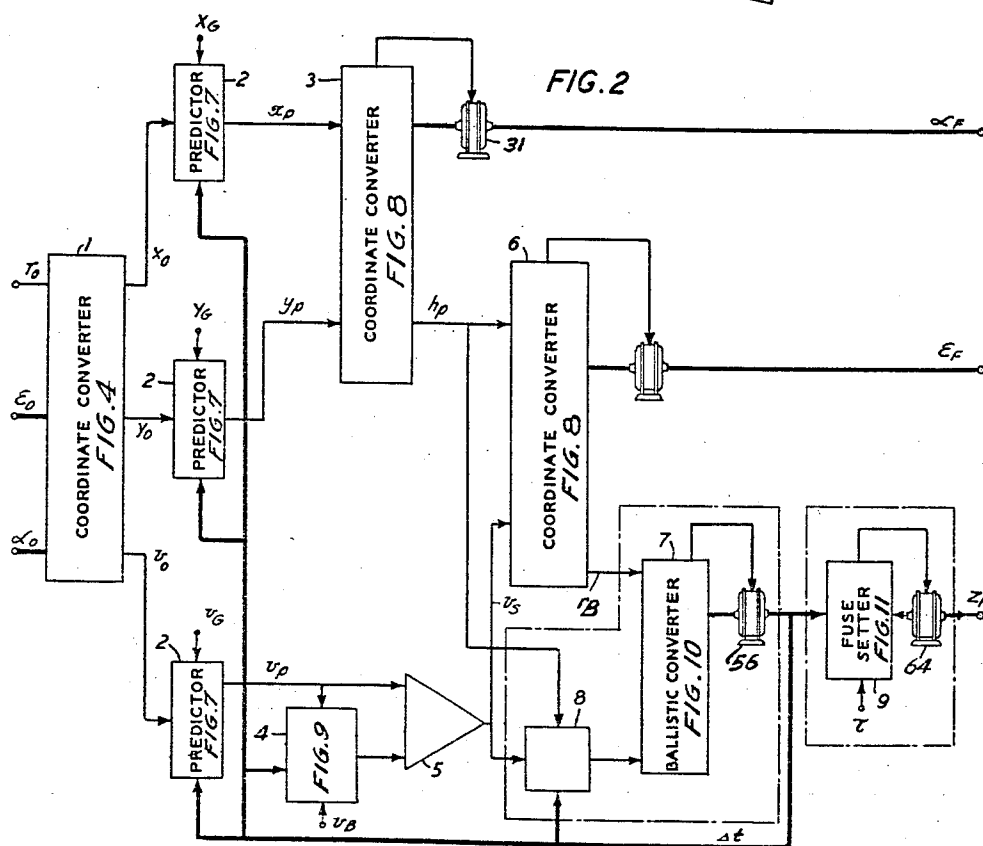 FIG. 2
X_G
PREDICTOR
FIG. 7
2
x_p
3
COORDINATE CONVERTER
FIG. 8
31
α_F
1
COORDINATE CONVERTER
FIG. 4
r_0
ε_0
α_0
x_0
y_0
v_0
Y_G
2
PREDICTOR
FIG. 7
y_p
h_p
6
COORDINATE CONVERTER
FIG. 8
ε_F
v_G
2
PREDICTOR
FIG. 7
v_p
4
FIG. 9
v_B
5
v_S
r_B
7
BALLISTIC CONVERTER
FIG. 10
56
8
FUSE
SETTER
FIG. 11
9
τ
64
Δt